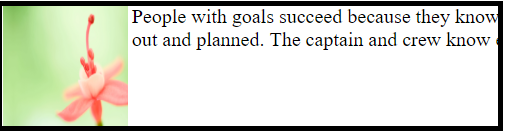 People with goals succeed because they know
out and planned. The captain and crew know